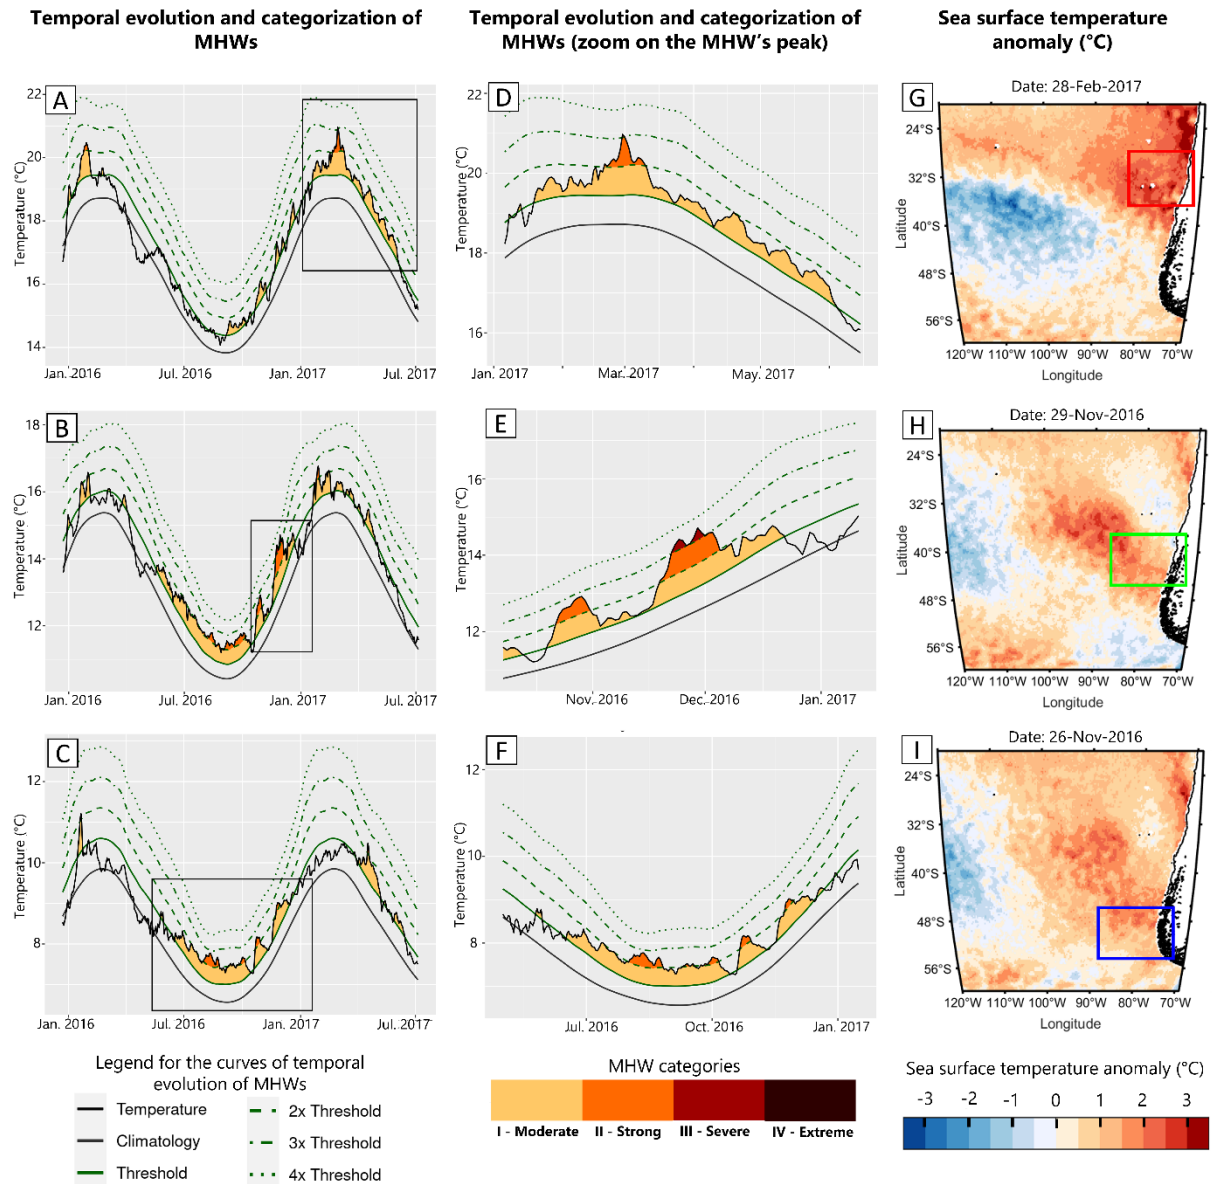 Temporal evolution and categorization of
MHWs
Temporal evolution and categorization of
MHWs (zoom on the MHW's peak)
Sea surface temperature
anomaly (°C)
A
Temperature (°C)
22
20
18
16
14
Jan. 2016
Jul. 2016
Jan. 2017
Jul. 2017
D
Temperature (°C)
22
20
18
16
Jan. 2017
Mar. 2017
May. 2017
G
Date: 28-Feb-2017
Latitude
24°S
32°S
40°S
48°S
56°S
120°W
110°W
100°W
90°W
80°W
70°W
Longitude
B
Temperature (°C)
18
16
14
12
10
Jan. 2016
Jul. 2016
Jan. 2017
Jul. 2017
E
Temperature (°C)
16
14
12
Nov. 2016
Dec. 2016
Jan. 2017
H
Date: 29-Nov-2016
Latitude
24°S
32°S
40°S
48°S
56°S
120°W
110°W
100°W
90°W
80°W
70°W
Longitude
C
Temperature (°C)
12
10
8
Jan. 2016
Jul. 2016
Jan. 2017
Jul. 2017
F
Temperature (°C)
12
10
8
Jul. 2016
Oct. 2016
Jan. 2017
I
Date: 26-Nov-2016
Latitude
24°S
32°S
40°S
48°S
56°S
120°W
110°W
100°W
90°W
80°W
70°W
Longitude
Legend for the curves of temporal
evolution of MHWs
Temperature
Climatology
Threshold
2x Threshold
3x Threshold
4x Threshold
MHW categories
I - Moderate
II - Strong
III - Severe
IV - Extreme
Sea surface temperature anomaly (°C)
-3 -2 -1 0 1 2 3